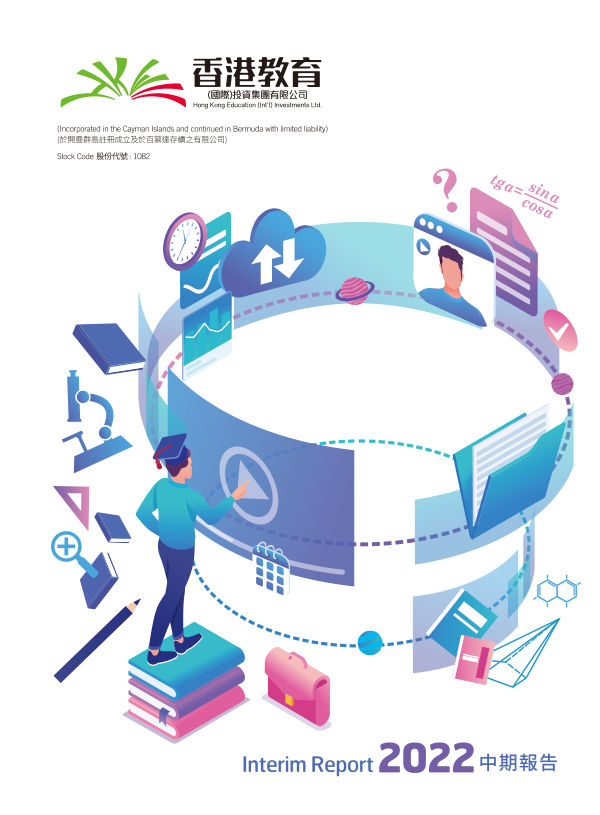 香港教育
(國際)投資集團有限公司
Hong Kong Education (Int'l) Investments Ltd.
(Incorporated in the Cayman Islands and continued in Bermuda with limited liability)
(於開曼群島註冊成立及於百慕達存續之有限公司)
Stock Code 股份代號 : 1082
?
tga= sina
cosa
Interim Report 2022 中期報告